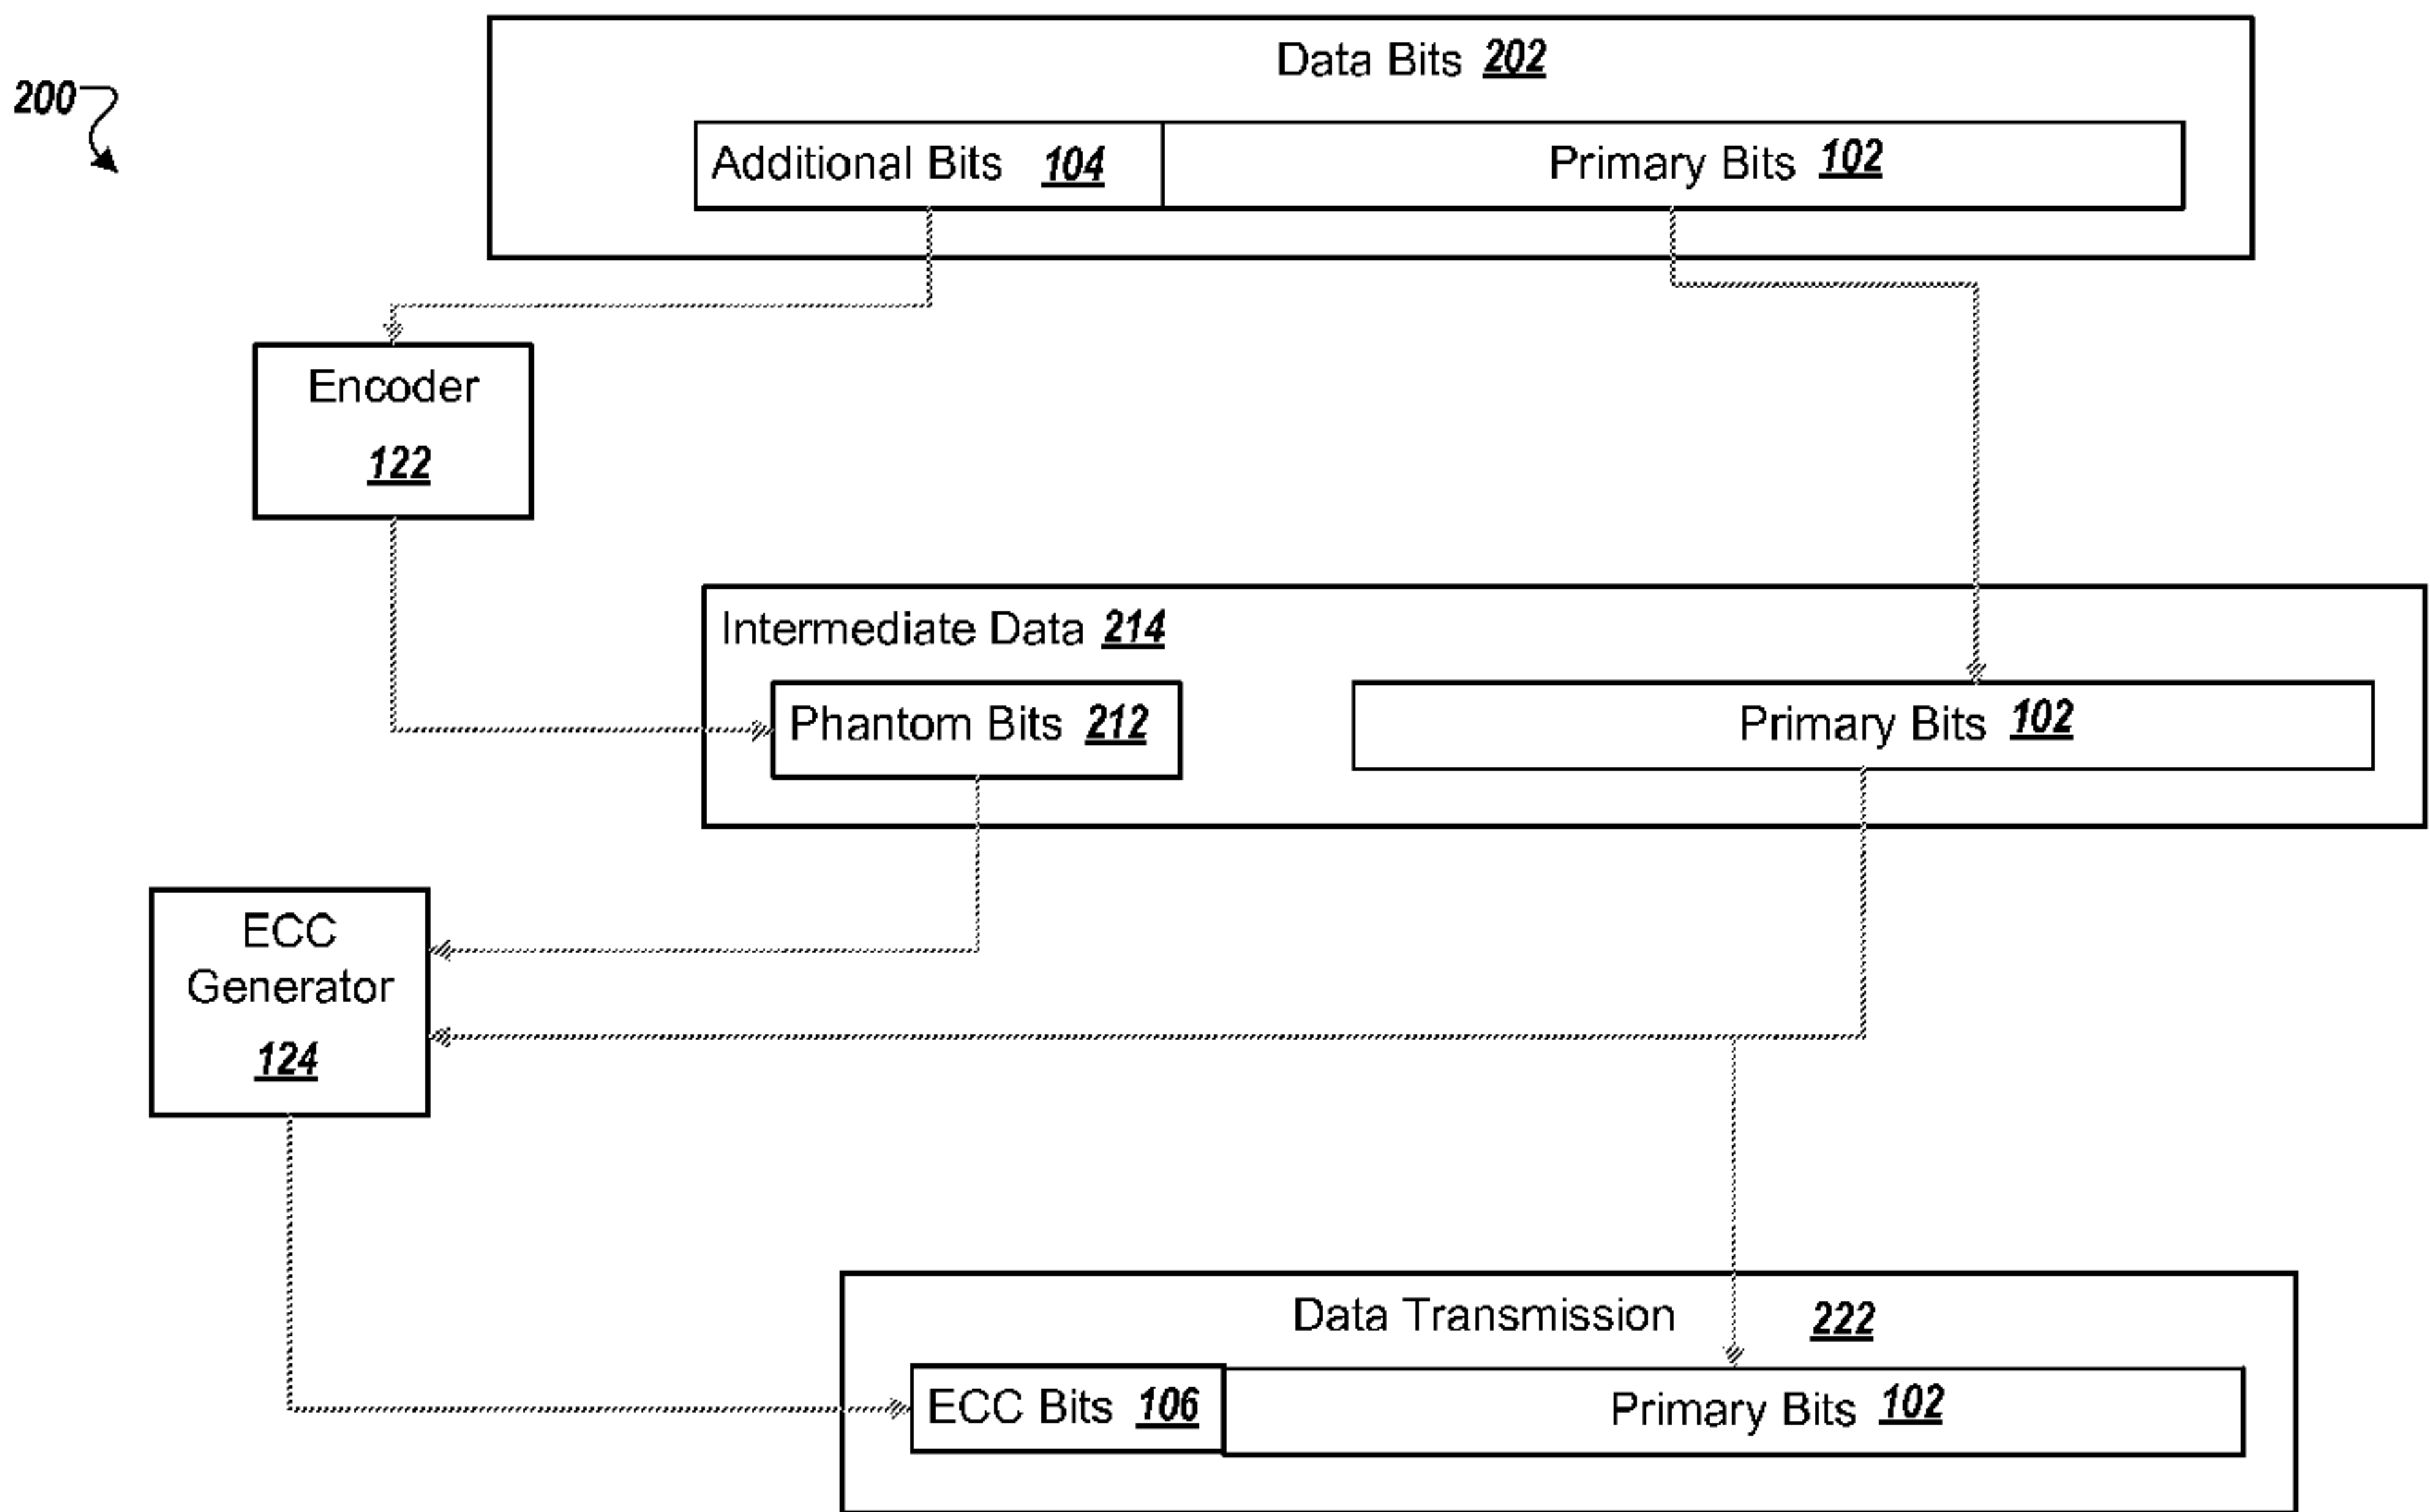 Data Bits 202
200
Additional Bits 104 Primary Bits 102
Encoder
122
Intermediate Data 214
Phantom Bits 212 Primary Bits 102
ECC
Generator
124
Data Transmission 222
ECC Bits 106 Primary Bits 102